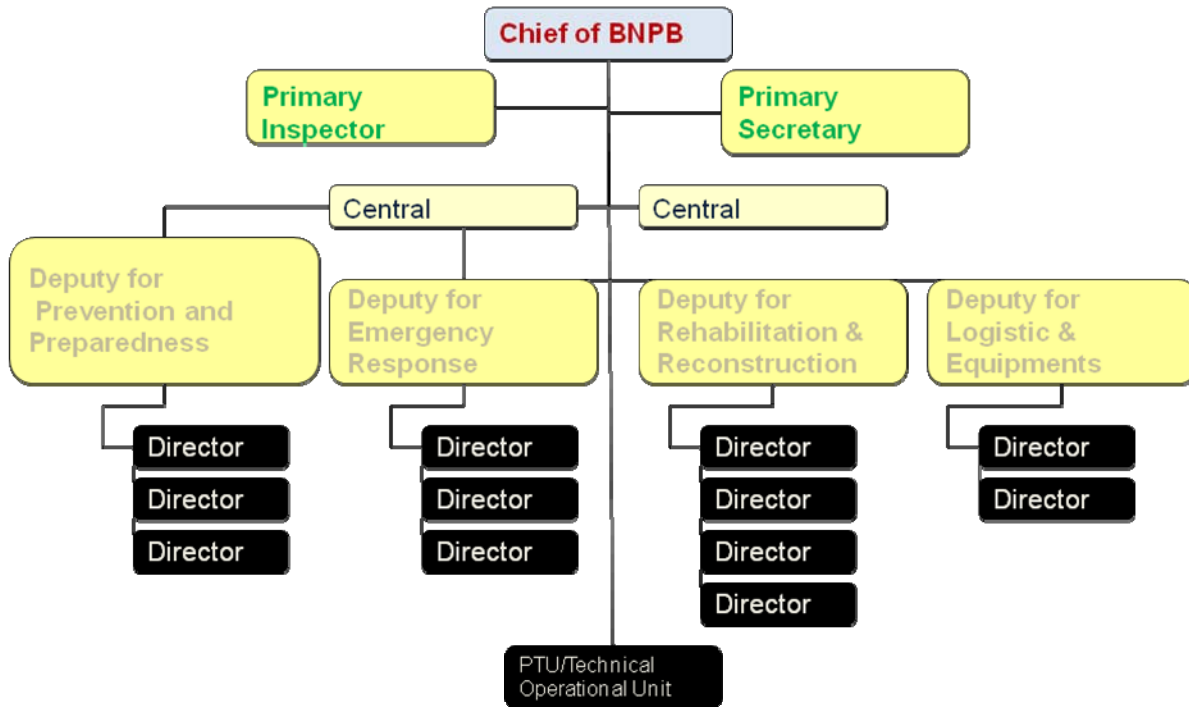 Chief of BNPB
Primary
Inspector
Primary
Secretary
Central
Central
Deputy for
Prevention and
Preparedness
Deputy for
Emergency
Response
Deputy for
Rehabilitation &
Reconstruction
Deputy for
Logistic &
Equipments
Director
Director
Director
Director
Director
Director
Director
Director
Director
Director
Director
Director
PTU/Technical
Operational Unit